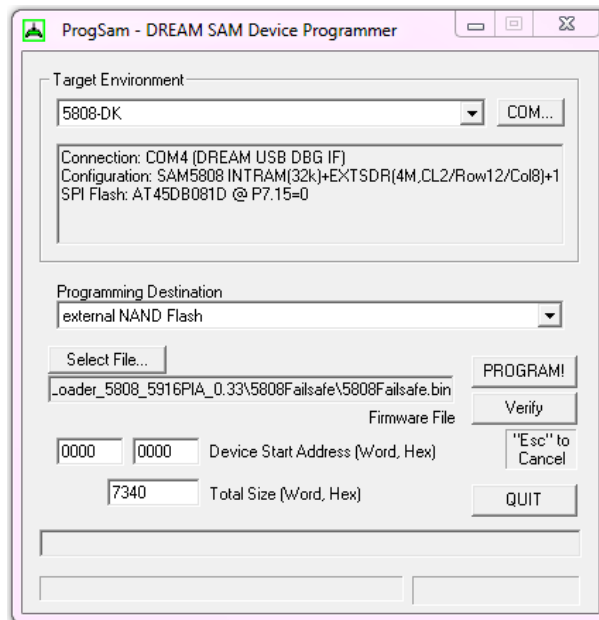 ProgSam - DREAM SAM Device Programmer
Target Environment
5808-DK
COM...
Connection: COM4 (DREAM USB DBG IF)
Configuration: SAM5808 INTRAM(32k)+EXTSDR(4M,CL2/Row12/Col8)+1
SPI Flash: AT45DB081D @ P7.15=0
Programming Destination
external NAND Flash
Select File...
PROGRAM!
Loader_5808_5916PIA_0.33\5808Failsafe\5808Failsafe.bin
Verify
Firmware File
"Esc" to
Cancel
0000 0000 Device Start Address (Word, Hex)
7340 Total Size (Word, Hex)
QUIT